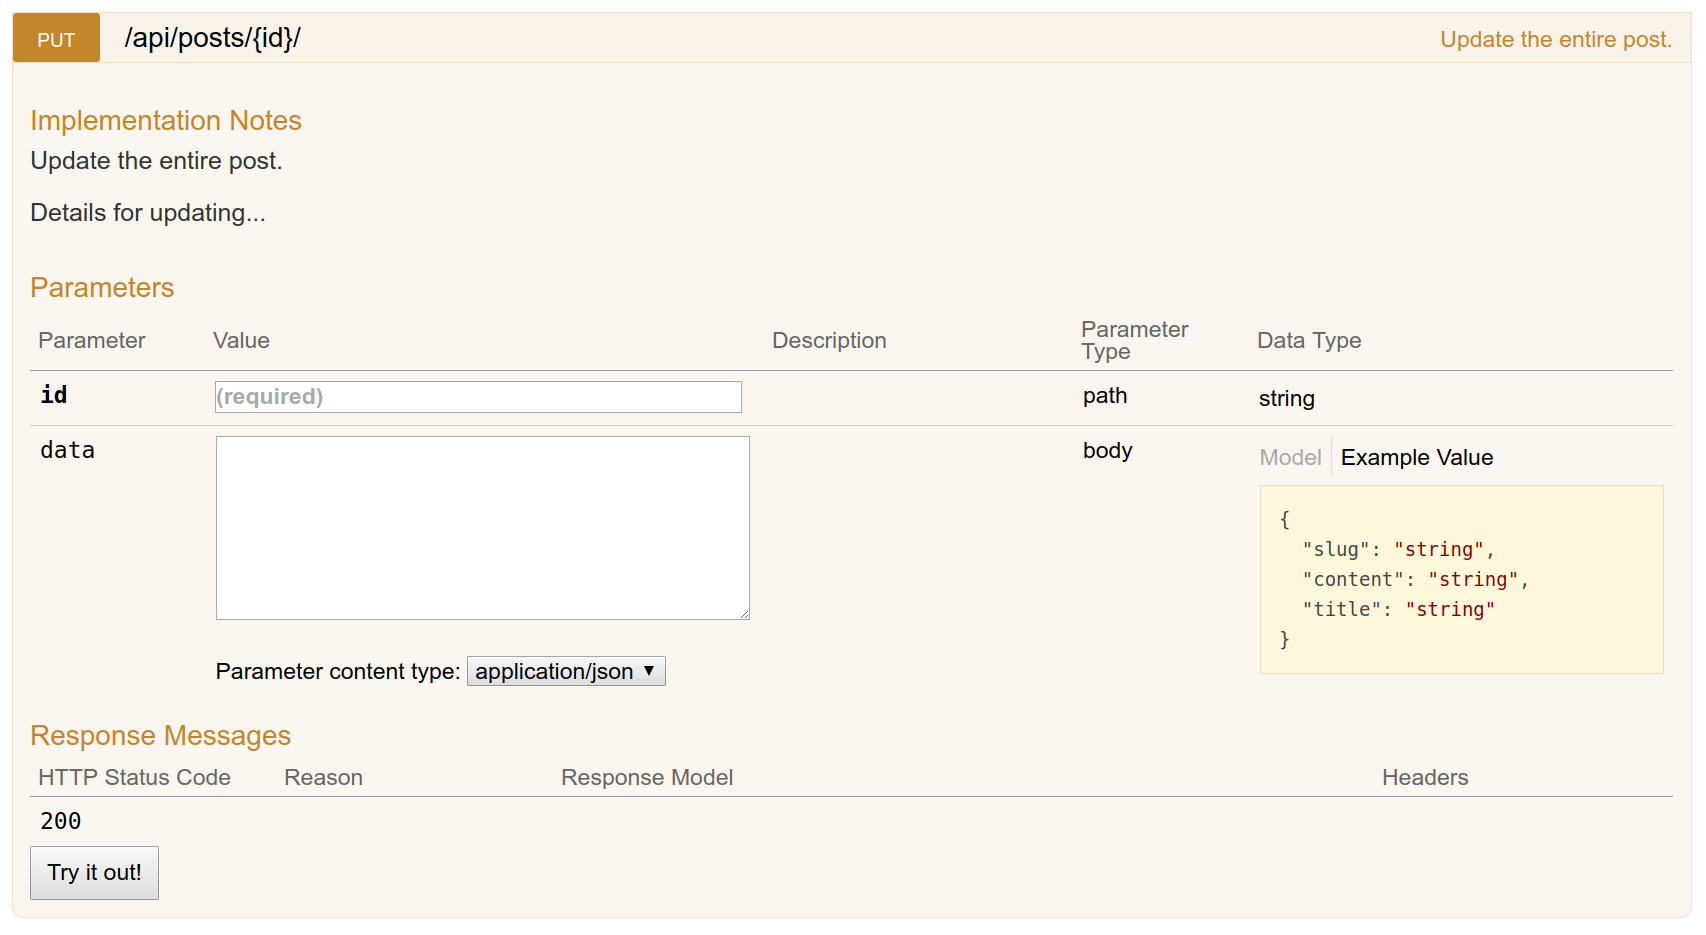 PUT /api/posts/{id}/ Update the entire post.
Implementation Notes
Update the entire post.
Details for updating...
Parameters
Parameter Value Description Parameter Type Data Type
id (required) path string
data body Model Example Value
{
"slug": "string",
"content": "string",
"title": "string"
}
Parameter content type: application/json ▼
Response Messages
HTTP Status Code Reason Response Model Headers
200
Try it out!